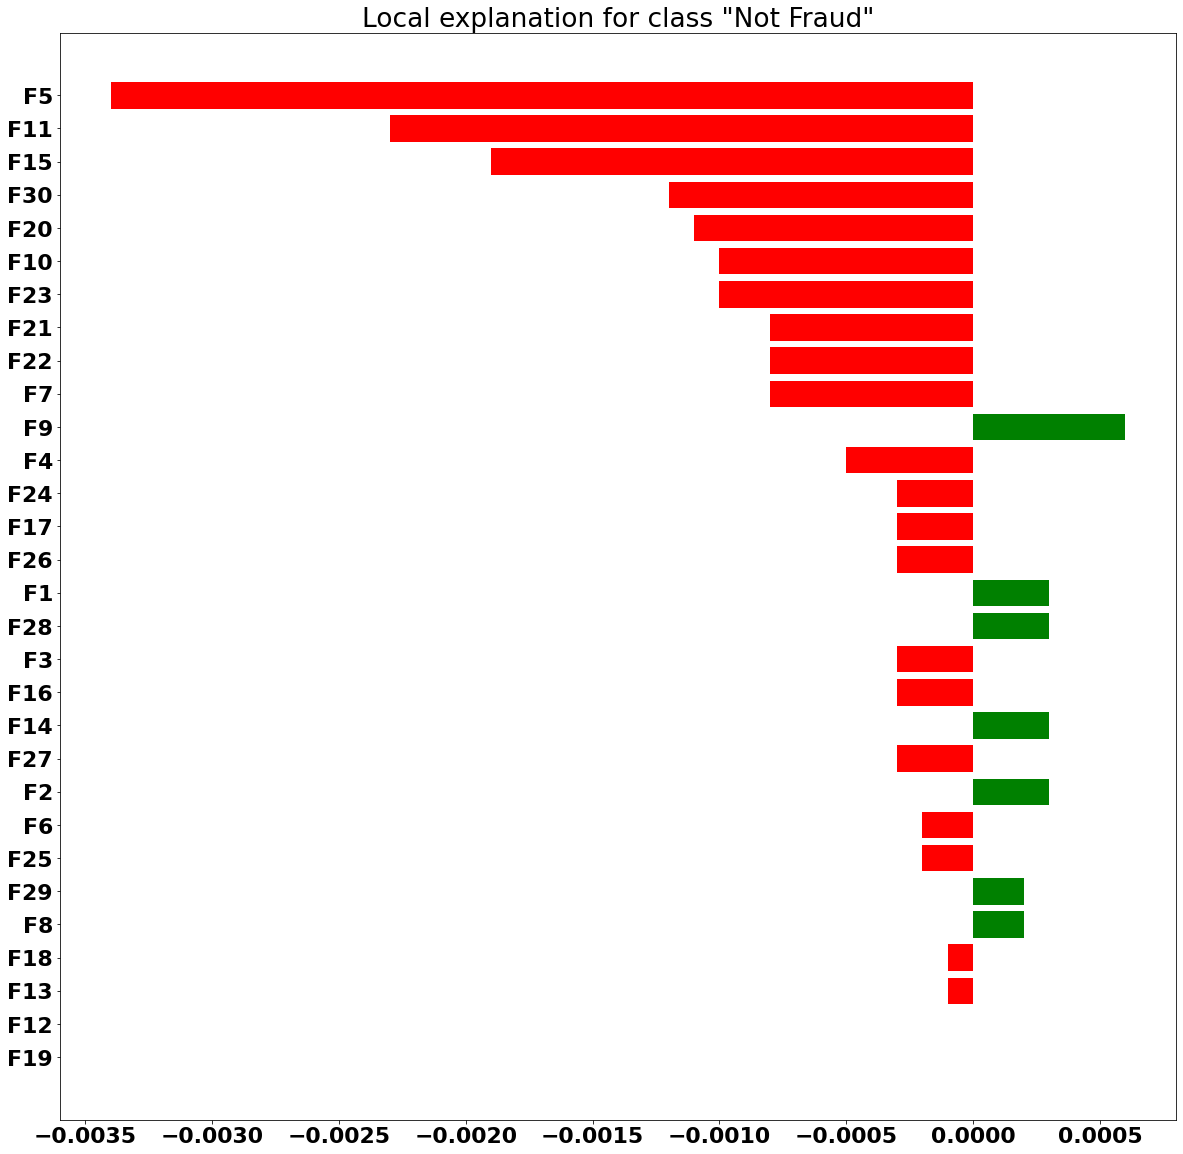 Local explanation for class "Not Fraud"
F5
F11
F15
F30
F20
F10
F23
F21
F22
F7
F9
F4
F24
F17
F26
F1
F28
F3
F16
F14
F27
F2
F6
F25
F29
F8
F18
F13
F12
F19
−0.0035 −0.0030 −0.0025 −0.0020 −0.0015 −0.0010 −0.0005 0.0000 0.0005